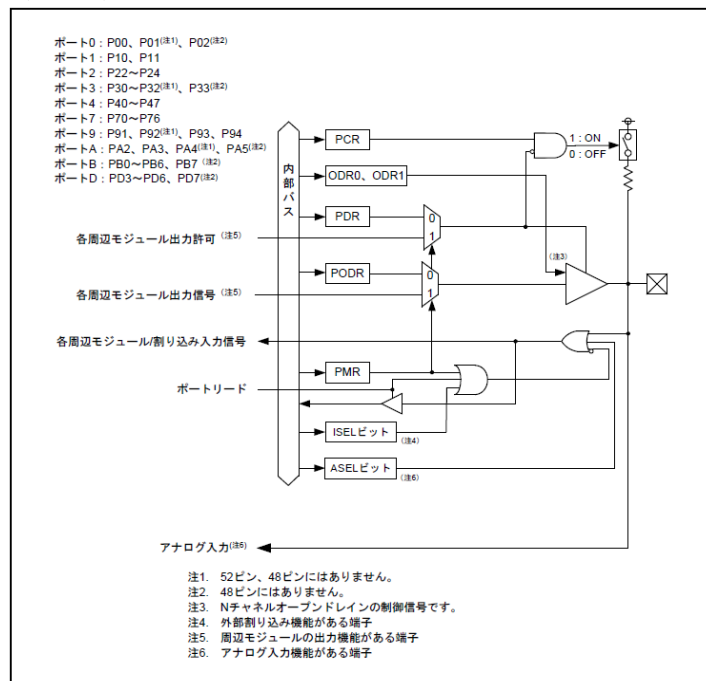 ポート0：P00、P01(注1)、P02(注2)
ポート1：P10、P11
ポート2：P22～P24
ポート3：P30～P32(注1)、P33(注2)
ポート4：P40～P47
ポート7：P70～P76
ポート9：P91、P92(注1)、P93、P94
ポートA：PA2、PA3、PA4(注1)、PA5(注2)
ポートB：PB0～PB6、PB7 (注2)
ポートD：PD3～PD6、PD7(注2)
内部バス
PCR
1 : ON
0 : OFF
ODR0、ODR1
PDR
0
1
各周辺モジュール出力許可 (注5)
(注3)
PODR
0
1
各周辺モジュール出力信号 (注5)
各周辺モジュール/割り込み入力信号
PMR
ポートリード
ISELビット
(注4)
ASELビット
(注6)
アナログ入力(注6)
注1. 52ピン、48ピンにはありません。
注2. 48ピンにはありません。
注3. Nチャネルオープンドレインの制御信号です。
注4. 外部割り込み機能がある端子
注5. 周辺モジュールの出力機能がある端子
注6. アナログ入力機能がある端子